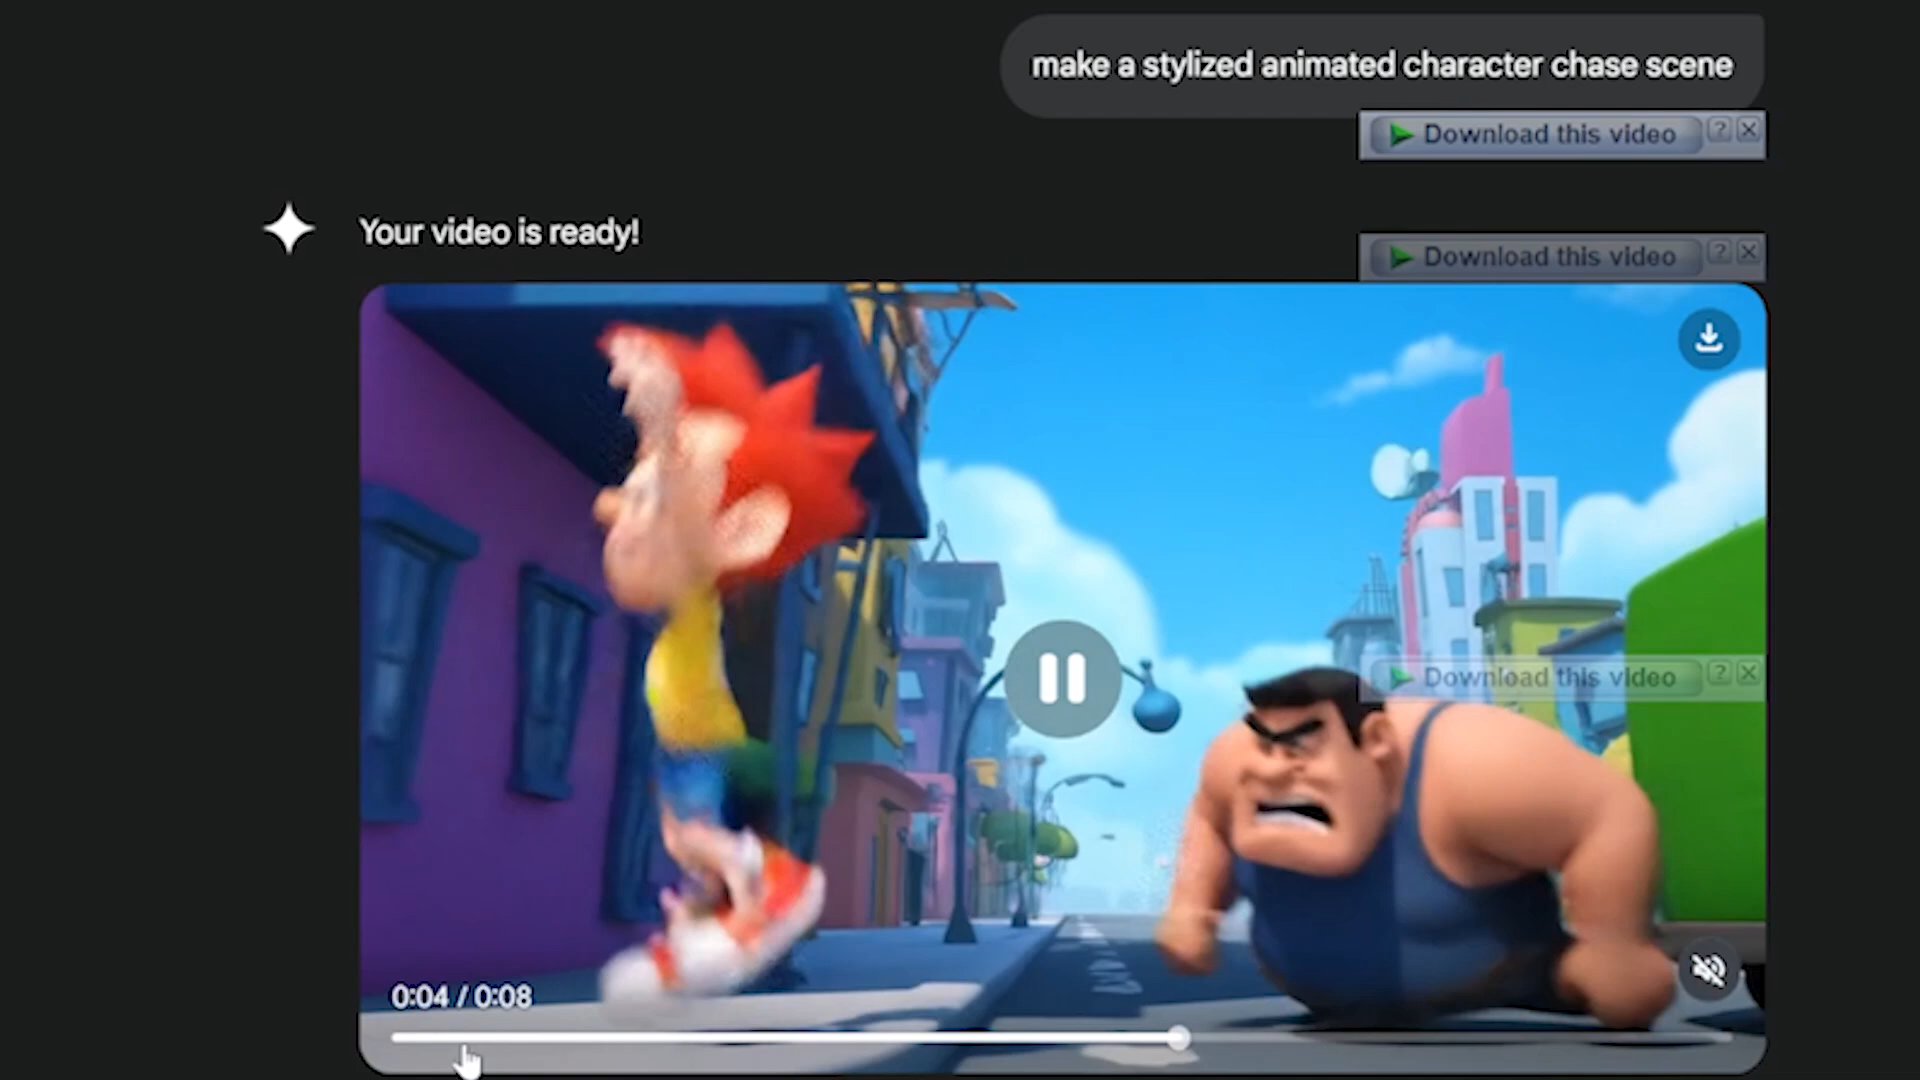 make a stylized animated character chase scene
Download this video ? X
Your video is ready!
Download this video ? X
Download this video ? X
0:04 / 0:08